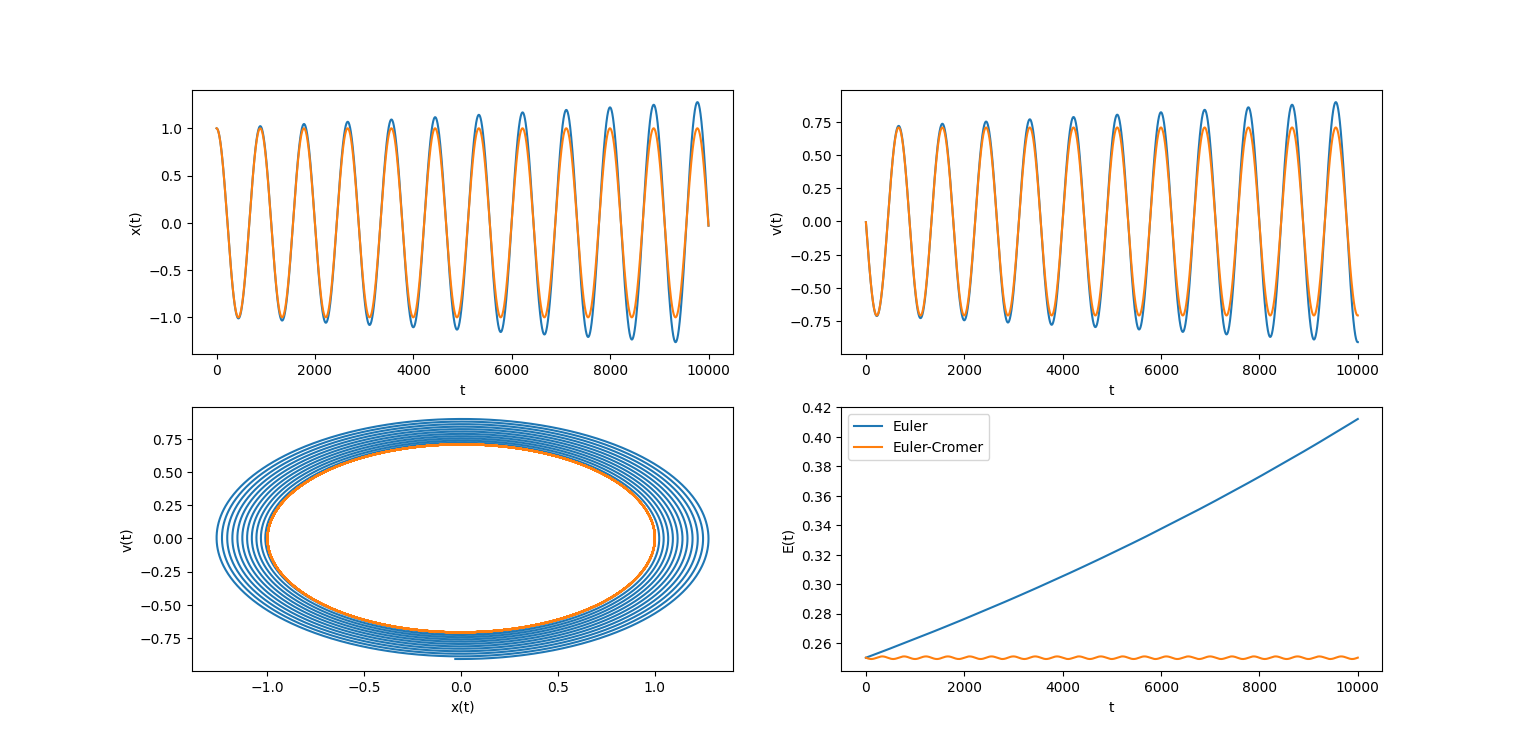 1.0
0.5
0.0
−0.5
−1.0
x(t)
0 2000 4000 6000 8000 10000
t
0.75
0.50
0.25
0.00
−0.25
−0.50
−0.75
v(t)
0 2000 4000 6000 8000 10000
t
0.75
0.50
0.25
0.00
−0.25
−0.50
−0.75
v(t)
−1.0 −0.5 0.0 0.5 1.0
x(t)
0.42
0.40
0.38
0.36
0.34
0.32
0.30
0.28
0.26
E(t)
Euler
Euler-Cromer
0 2000 4000 6000 8000 10000
t